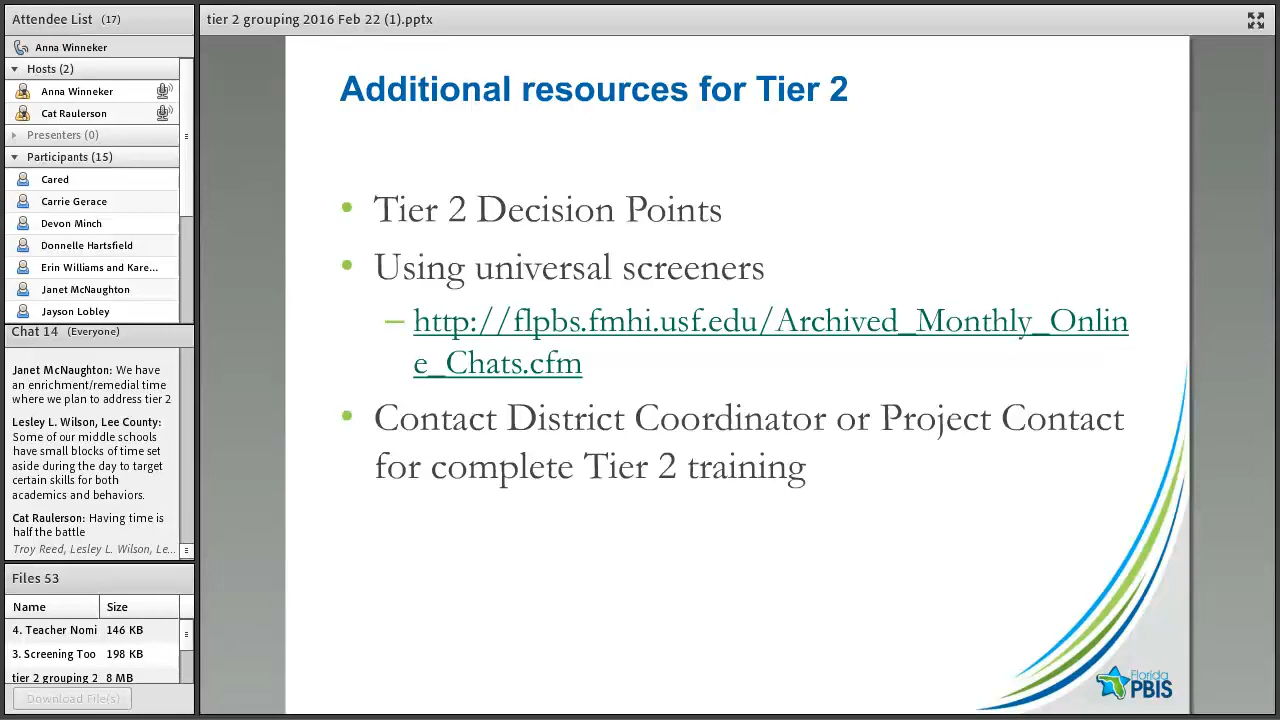 Attendee List (17)
Anna Winneker
Hosts (2)
Anna Winneker
Cat Raulerson
Presenters (0)
Participants (15)
Cared
Carrie Gerace
Devon Minch
Donnelle Hartsfield
Erin Williams and Kare...
Janet McNaughton
Jayson Lobley
Chat 14 (Everyone)
Janet McNaughton: We have
an enrichment/remedial time
where we plan to address tier 2
Lesley L. Wilson, Lee County:
Some of our middle schools
have small blocks of time set
aside during the day to target
certain skills for both
academics and behaviors.
Cat Raulerson: Having time is
half the battle
Troy Reed, Lesley L. Wilson, Le...
Files 53
Name Size
4. Teacher Nomi 146 KB
3. Screening Too 198 KB
tier 2 grouping 2 8 MB
Download File(s)
tier 2 grouping 2016 Feb 22 (1).pptx
Additional resources for Tier 2
• Tier 2 Decision Points
• Using universal screeners
– http://flpbs.fmhi.usf.edu/Archived_Monthly_Onlin
e_Chats.cfm
• Contact District Coordinator or Project Contact
for complete Tier 2 training
Florida
PBIS